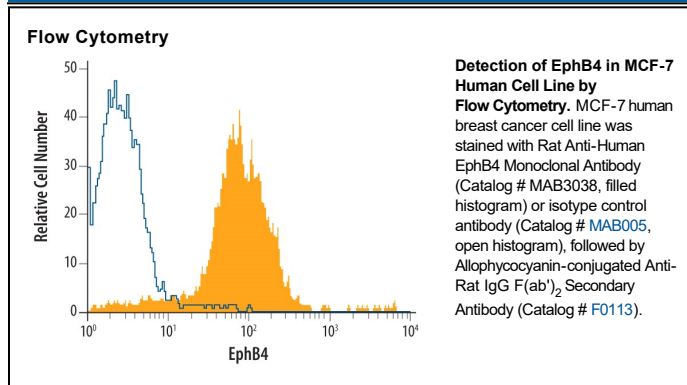 Flow Cytometry
50
40
30
20
10
0
Relative Cell Number
10⁰
10¹
10²
10³
10⁴
EphB4
Detection of EphB4 in MCF-7
Human Cell Line by
Flow Cytometry. MCF-7 human
breast cancer cell line was
stained with Rat Anti-Human
EphB4 Monoclonal Antibody
(Catalog # MAB3038, filled
histogram) or isotype control
antibody (Catalog # MAB005,
open histogram), followed by
Allophycocyanin-conjugated Anti-
Rat IgG F(ab')₂ Secondary
Antibody (Catalog # F0113).